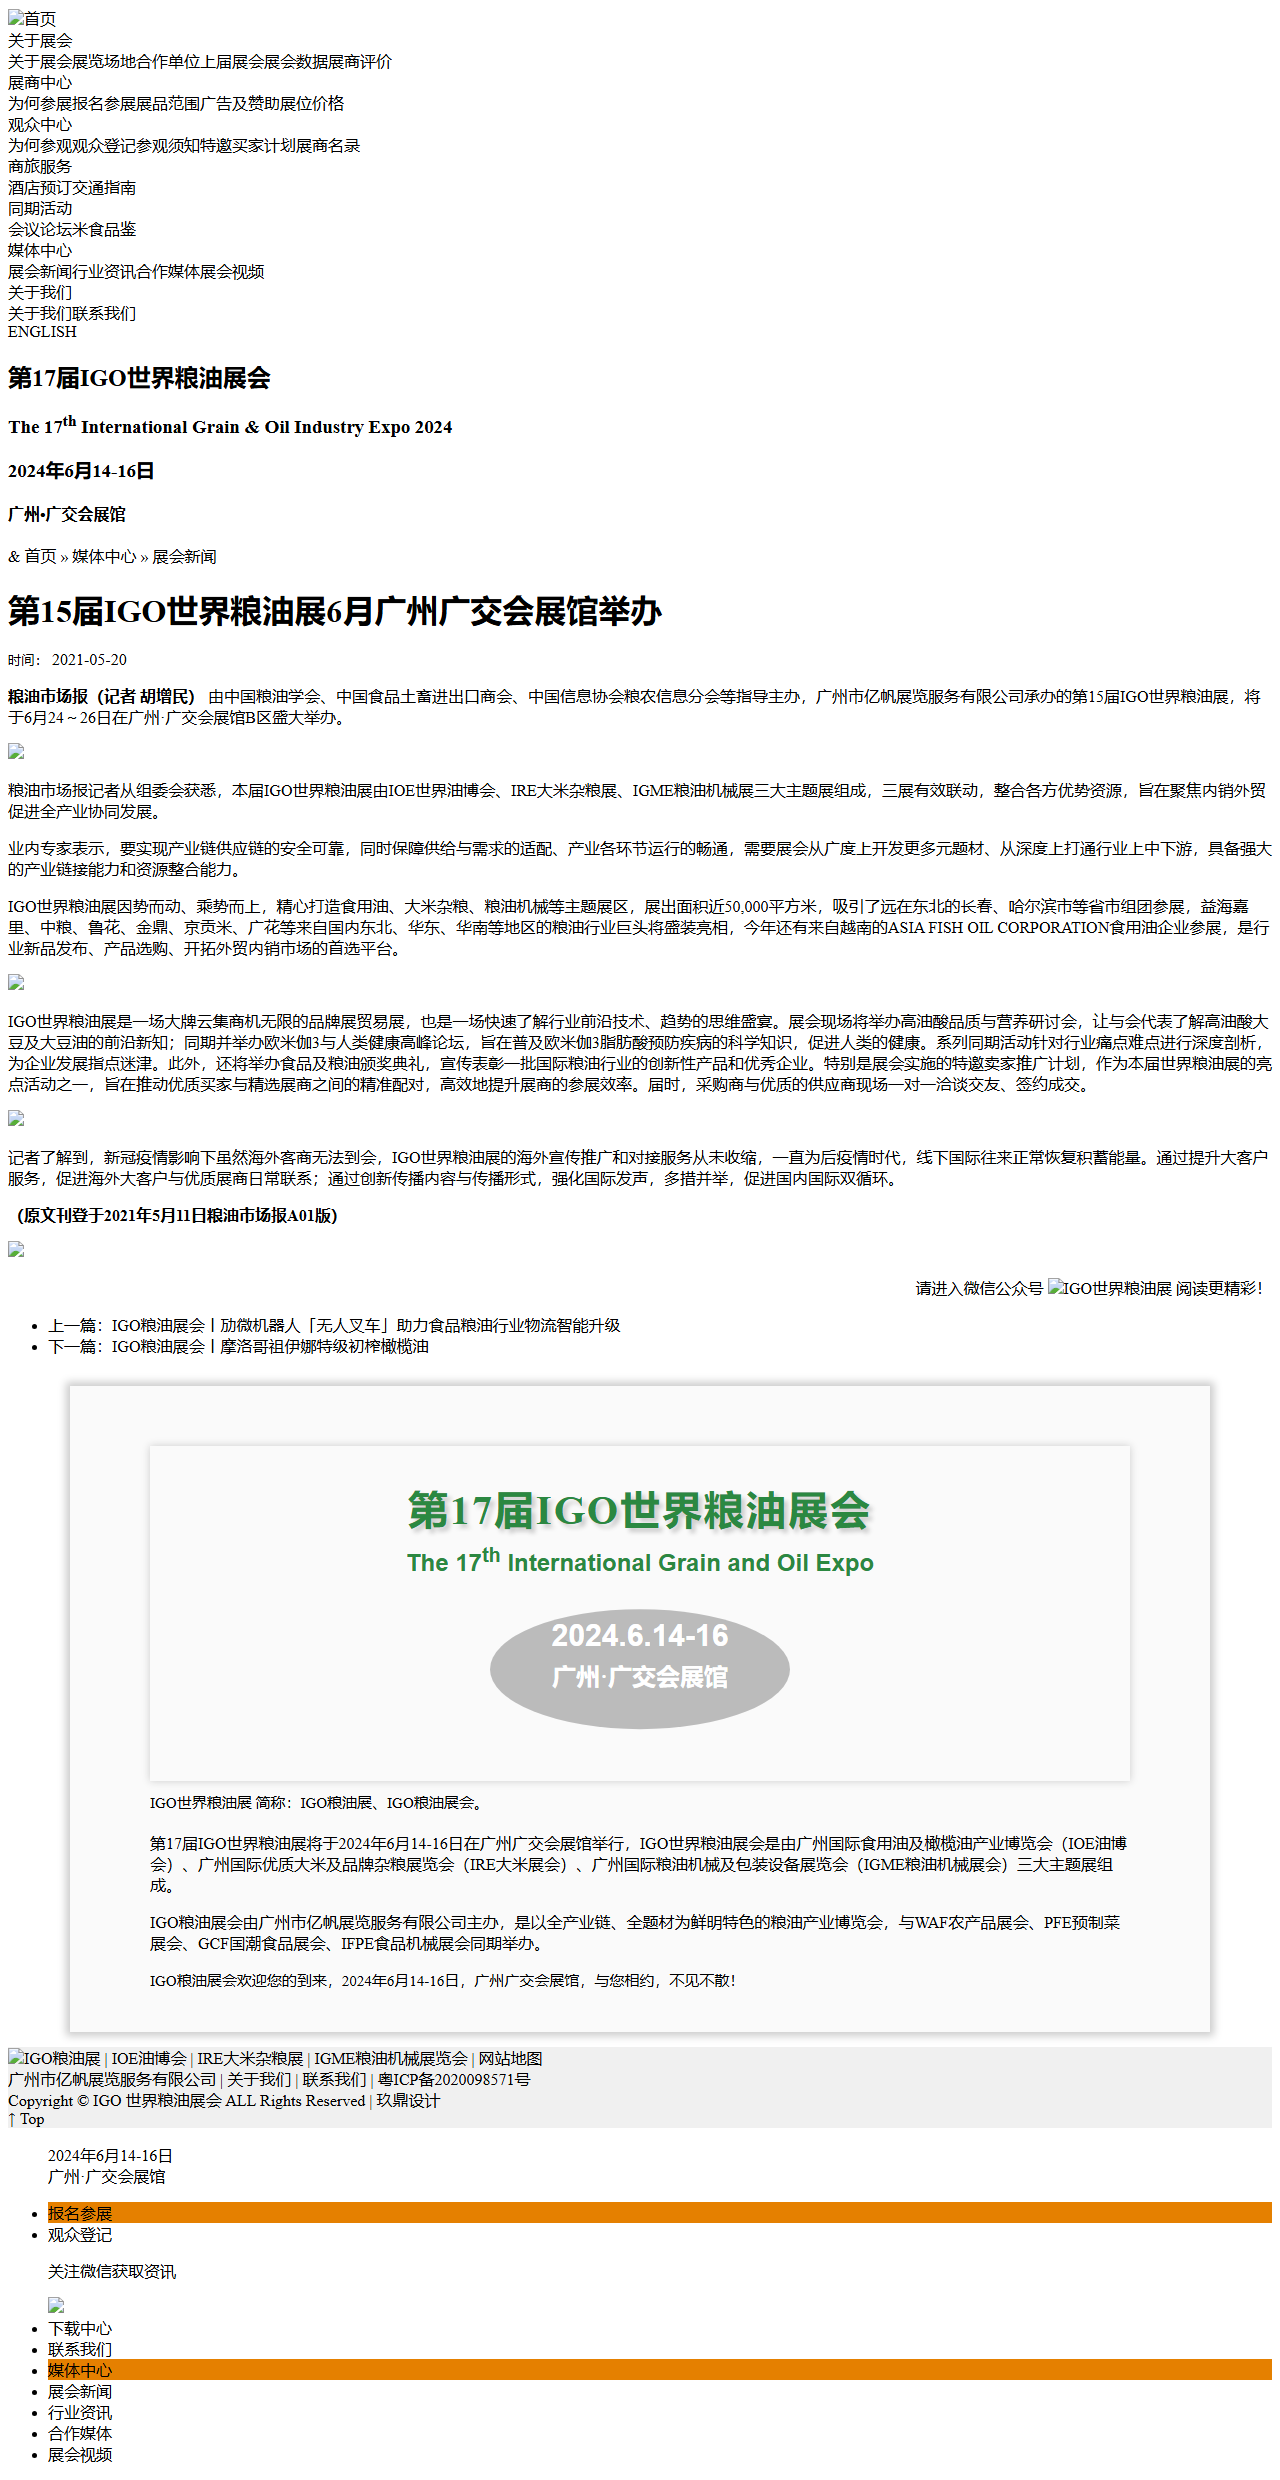 首页
关于展会
关于展会展览场地合作单位上届展会展会数据展商评价
展商中心
为何参展报名参展展品范围广告及赞助展位价格
观众中心
为何参观观众登记参观须知特邀买家计划展商名录
商旅服务
酒店预订交通指南
同期活动
会议论坛米食品鉴
媒体中心
展会新闻行业资讯合作媒体展会视频
关于我们
关于我们联系我们
ENGLISH
第17届IGO世界粮油展会
The 17th International Grain & Oil Industry Expo 2024
2024年6月14-16日
广州•广交会展馆
& 首页 » 媒体中心 » 展会新闻
第15届IGO世界粮油展6月广州广交会展馆举办
时间： 2021-05-20
粮油市场报（记者 胡增民） 由中国粮油学会、中国食品土畜进出口商会、中国信息协会粮农信息分会等指导主办，广州市亿帆展览服务有限公司承办的第15届IGO世界粮油展，将
于6月24～26日在广州·广交会展馆B区盛大举办。
粮油市场报记者从组委会获悉，本届IGO世界粮油展由IOE世界油博会、IRE大米杂粮展、IGME粮油机械展三大主题展组成，三展有效联动，整合各方优势资源，旨在聚焦内销外贸
促进全产业协同发展。
业内专家表示，要实现产业链供应链的安全可靠，同时保障供给与需求的适配、产业各环节运行的畅通，需要展会从广度上开发更多元题材、从深度上打通行业上中下游，具备强大
的产业链接能力和资源整合能力。
IGO世界粮油展因势而动、乘势而上，精心打造食用油、大米杂粮、粮油机械等主题展区，展出面积近50,000平方米，吸引了远在东北的长春、哈尔滨市等省市组团参展，益海嘉
里、中粮、鲁花、金鼎、京贡米、广花等来自国内东北、华东、华南等地区的粮油行业巨头将盛装亮相，今年还有来自越南的ASIA FISH OIL CORPORATION食用油企业参展，是行
业新品发布、产品选购、开拓外贸内销市场的首选平台。
IGO世界粮油展是一场大牌云集商机无限的品牌展贸易展，也是一场快速了解行业前沿技术、趋势的思维盛宴。展会现场将举办高油酸品质与营养研讨会，让与会代表了解高油酸大
豆及大豆油的前沿新知；同期并举办欧米伽3与人类健康高峰论坛，旨在普及欧米伽3脂肪酸预防疾病的科学知识，促进人类的健康。系列同期活动针对行业痛点难点进行深度剖析，
为企业发展指点迷津。此外，还将举办食品及粮油颁奖典礼，宣传表彰一批国际粮油行业的创新性产品和优秀企业。特别是展会实施的特邀卖家推广计划，作为本届世界粮油展的亮
点活动之一，旨在推动优质买家与精选展商之间的精准配对，高效地提升展商的参展效率。届时，采购商与优质的供应商现场一对一洽谈交友、签约成交。
记者了解到，新冠疫情影响下虽然海外客商无法到会，IGO世界粮油展的海外宣传推广和对接服务从未收缩，一直为后疫情时代，线下国际往来正常恢复积蓄能量。通过提升大客户
服务，促进海外大客户与优质展商日常联系；通过创新传播内容与传播形式，强化国际发声，多措并举，促进国内国际双循环。
（原文刊登于2021年5月11日粮油市场报A01版）
请进入微信公众号 IGO世界粮油展 阅读更精彩！
上一篇：IGO粮油展会丨劢微机器人「无人叉车」助力食品粮油行业物流智能升级
下一篇：IGO粮油展会丨摩洛哥祖伊娜特级初榨橄榄油
第17届IGO世界粮油展会
The 17th International Grain and Oil Expo
2024.6.14-16
广州·广交会展馆
IGO世界粮油展 简称：IGO粮油展、IGO粮油展会。
第17届IGO世界粮油展将于2024年6月14-16日在广州广交会展馆举行，IGO世界粮油展会是由广州国际食用油及橄榄油产业博览会（IOE油博
会）、广州国际优质大米及品牌杂粮展览会（IRE大米展会）、广州国际粮油机械及包装设备展览会（IGME粮油机械展会）三大主题展组
成。
IGO粮油展会由广州市亿帆展览服务有限公司主办，是以全产业链、全题材为鲜明特色的粮油产业博览会，与WAF农产品展会、PFE预制菜
展会、GCF国潮食品展会、IFPE食品机械展会同期举办。
IGO粮油展会欢迎您的到来，2024年6月14-16日，广州广交会展馆，与您相约，不见不散！
IGO粮油展 | IOE油博会 | IRE大米杂粮展 | IGME粮油机械展览会 | 网站地图
广州市亿帆展览服务有限公司 | 关于我们 | 联系我们 | 粤ICP备2020098571号
Copyright © IGO 世界粮油展会 ALL Rights Reserved | 玖鼎设计
↑ Top
2024年6月14-16日
广州·广交会展馆
报名参展
观众登记
关注微信获取资讯
下载中心
联系我们
媒体中心
展会新闻
行业资讯
合作媒体
展会视频